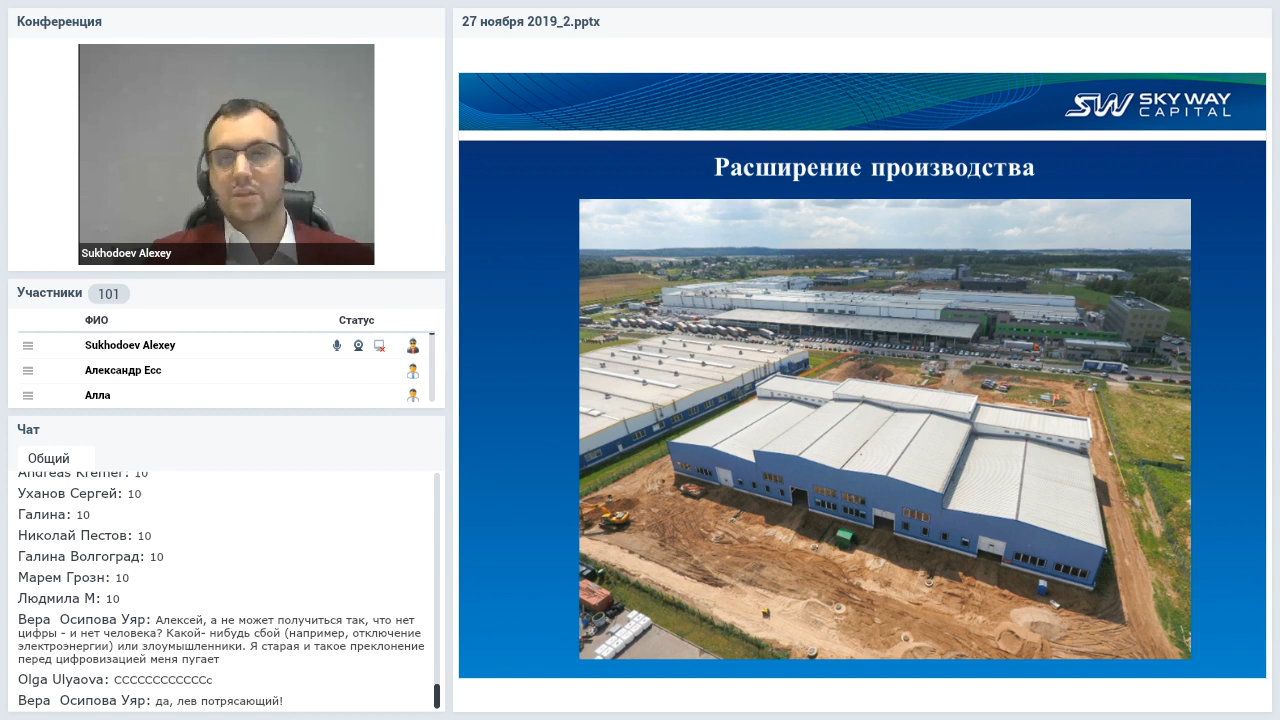 Конференция
Sukhodoev Alexey
Участники 101
ФИО Статус
Sukhodoev Alexey
Александр Есс
Алла
Чат
Общий
Andreas Kremer: 10
Уханов Сергей: 10
Галина: 10
Николай Пестов: 10
Галина Волгоград: 10
Марем Грозн: 10
Людмила М: 10
Вера Осипова Уяр: Алексей, а не может получиться так, что нет
цифры - и нет человека? Какой- нибудь сбой (например, отключение
электроэнергии) или злоумышленники. Я старая и такое преклонение
перед цифровизацией меня пугает
Olga Ulyaova: ССССССССССССс
Вера Осипова Уяр: да, лев потрясающий!
27 ноября 2019_2.pptx
SW SKY WAY
CAPITAL
Расширение производства